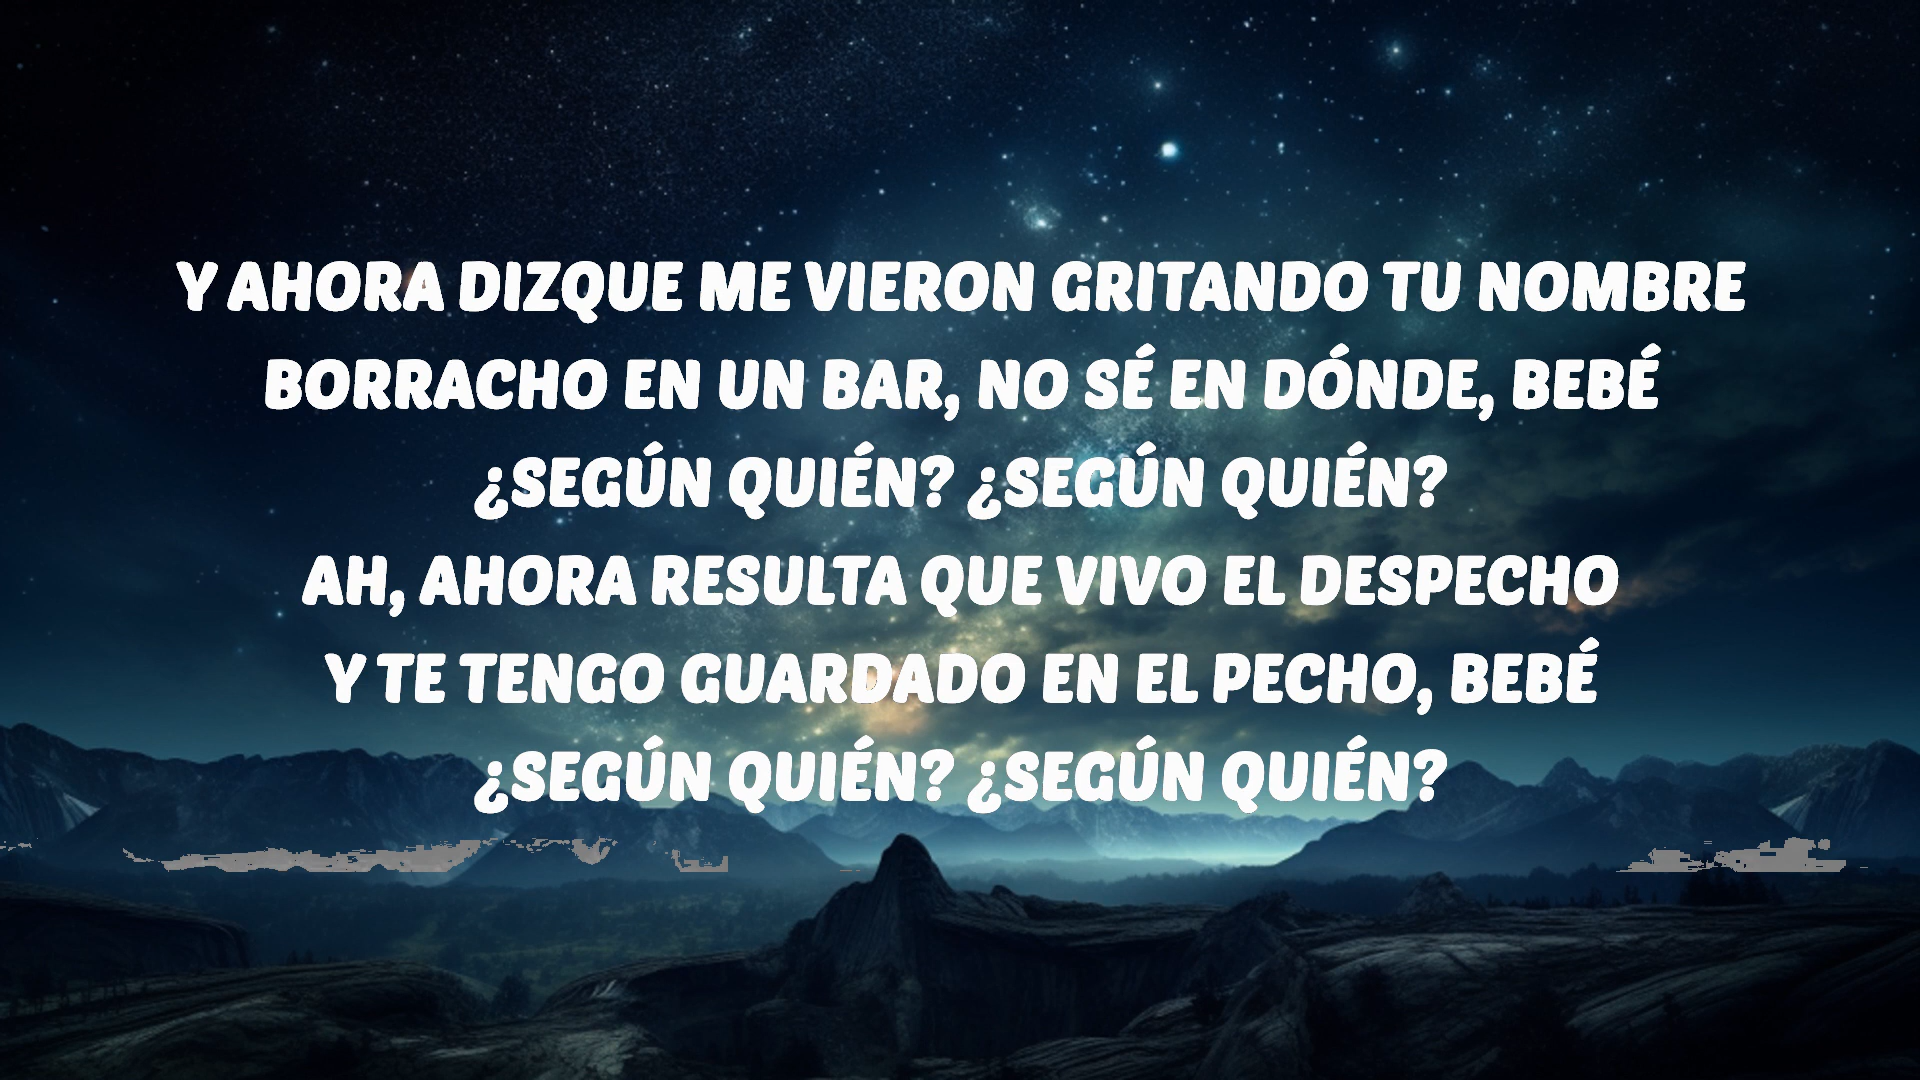 Y AHORA DIZQUE ME VIERON GRITANDO TU NOMBRE
BORRACHO EN UN BAR, NO SÉ EN DÓNDE, BEBÉ
¿SEGÚN QUIÉN? ¿SEGÚN QUIÉN?
AH, AHORA RESULTA QUE VIVO EL DESPECHO
Y TE TENGO GUARDADO EN EL PECHO, BEBÉ
¿SEGÚN QUIÉN? ¿SEGÚN QUIÉN?